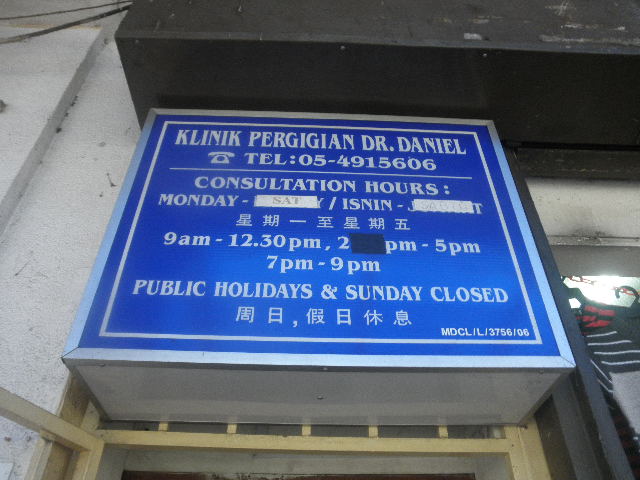 KLINIK PERGIGIAN DR. DANIEL
☎ TEL: 05-4915606
CONSULTATION HOURS:
MONDAY - SAT Y / ISNIN - J SABTU T
星期一至星期五
9am - 12.30pm, 2 pm - 5pm
7pm - 9pm
PUBLIC HOLIDAYS & SUNDAY CLOSED
周日,假日休息
MDCL/L/3756/06